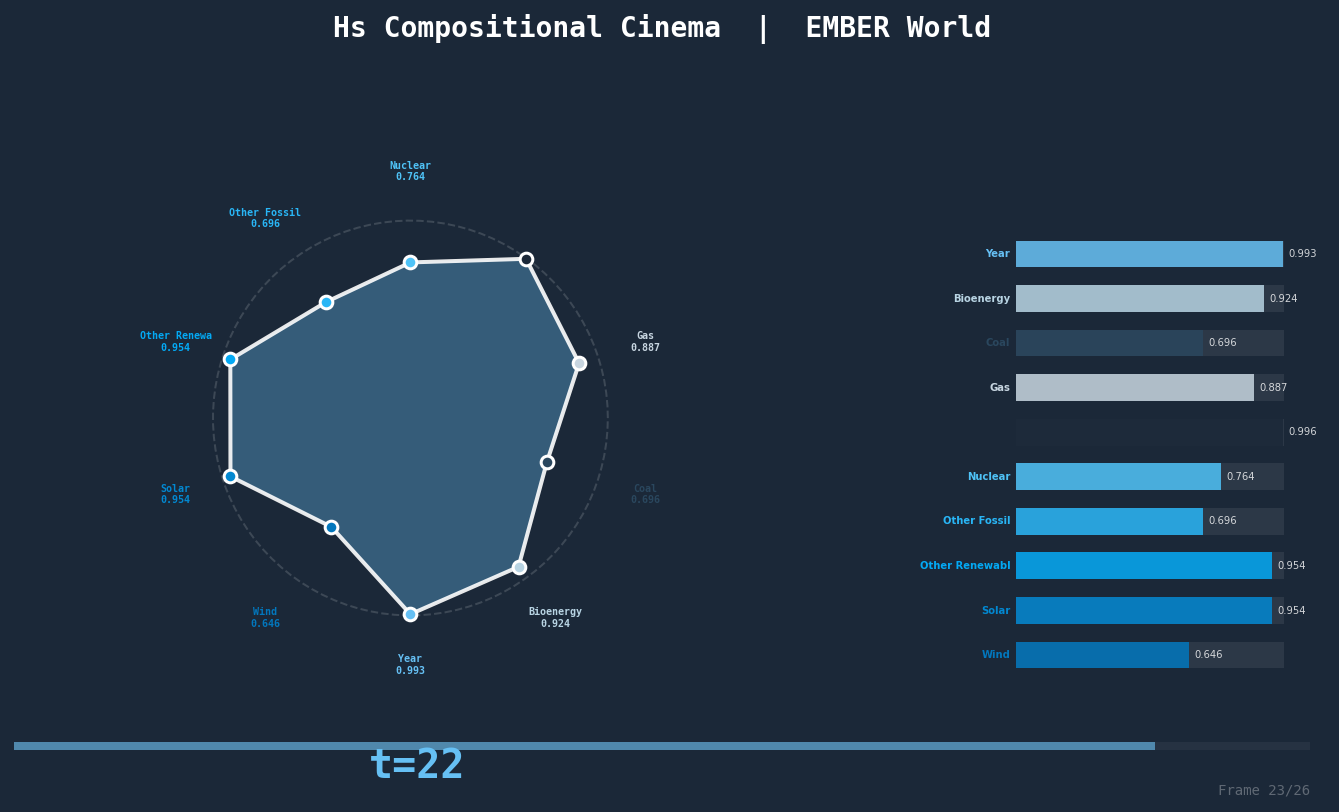 Hs Compositional Cinema | EMBER World
Nuclear
0.764
Other Fossil
0.696
Other Renewa
0.954
Gas
0.887
Solar
0.954
Coal
0.696
Wind
0.646
Bioenergy
0.924
Year
0.993
Year 0.993
Bioenergy 0.924
Coal 0.696
Gas 0.887
0.996
Nuclear 0.764
Other Fossil 0.696
Other Renewabl 0.954
Solar 0.954
Wind 0.646
t=22
Frame 23/26